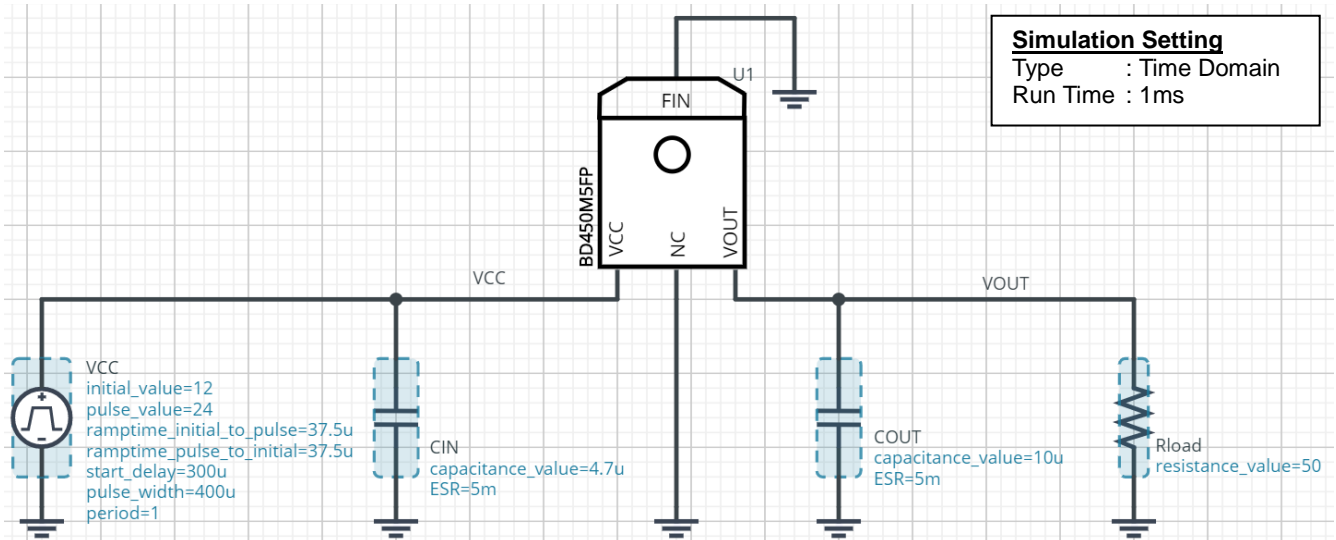 Simulation Setting
Type : Time Domain
Run Time : 1ms
U1
FIN
BD450M5FP
VCC
NC
VOUT
VCC
VOUT
+
-
VCC
initial_value=12
pulse_value=24
ramptime_initial_to_pulse=37.5u
ramptime_pulse_to_initial=37.5u
start_delay=300u
pulse_width=400u
period=1
CIN
capacitance_value=4.7u
ESR=5m
COUT
capacitance_value=10u
ESR=5m
Rload
resistance_value=50